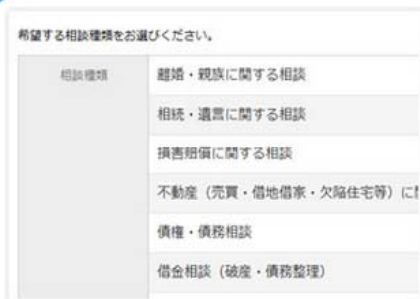 希望する相談種類をお選びください。
相談種類
離婚・親族に関する相談
相続・遺言に関する相談
損害賠償に関する相談
不動産（売買・借地借家・欠陥住宅等）に
債権・債務相談
借金相談（破産・債務整理）